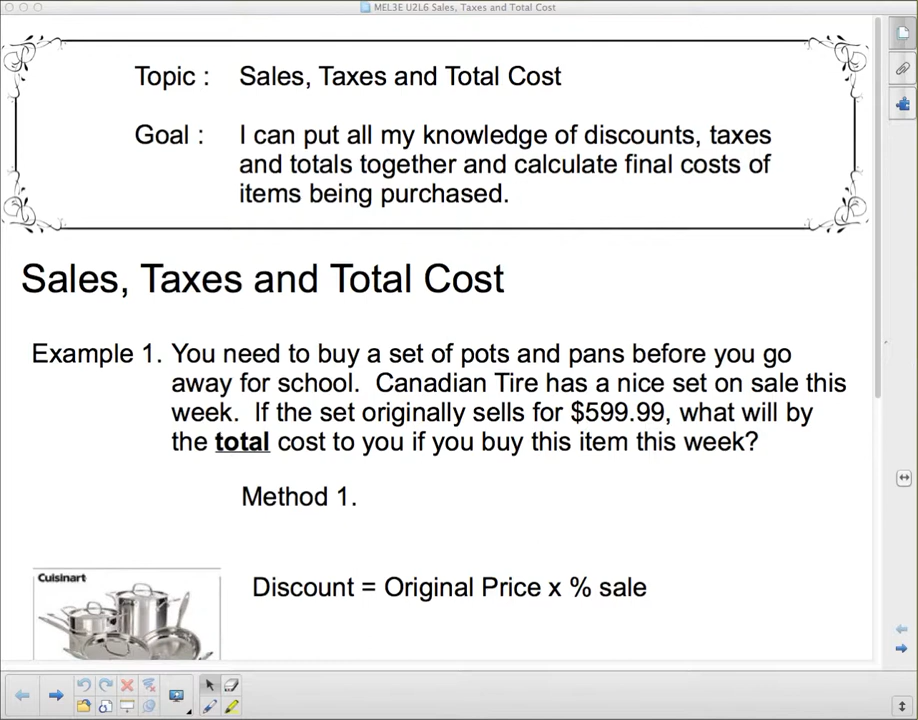 MEL3E U2L6 Sales, Taxes and Total Cost
Topic : Sales, Taxes and Total Cost
Goal : I can put all my knowledge of discounts, taxes
and totals together and calculate final costs of
items being purchased.
Sales, Taxes and Total Cost
Example 1. You need to buy a set of pots and pans before you go
away for school. Canadian Tire has a nice set on sale this
week. If the set originally sells for $599.99, what will by
the total cost to you if you buy this item this week?
Method 1.
Cuisinart
Discount = Original Price x % sale